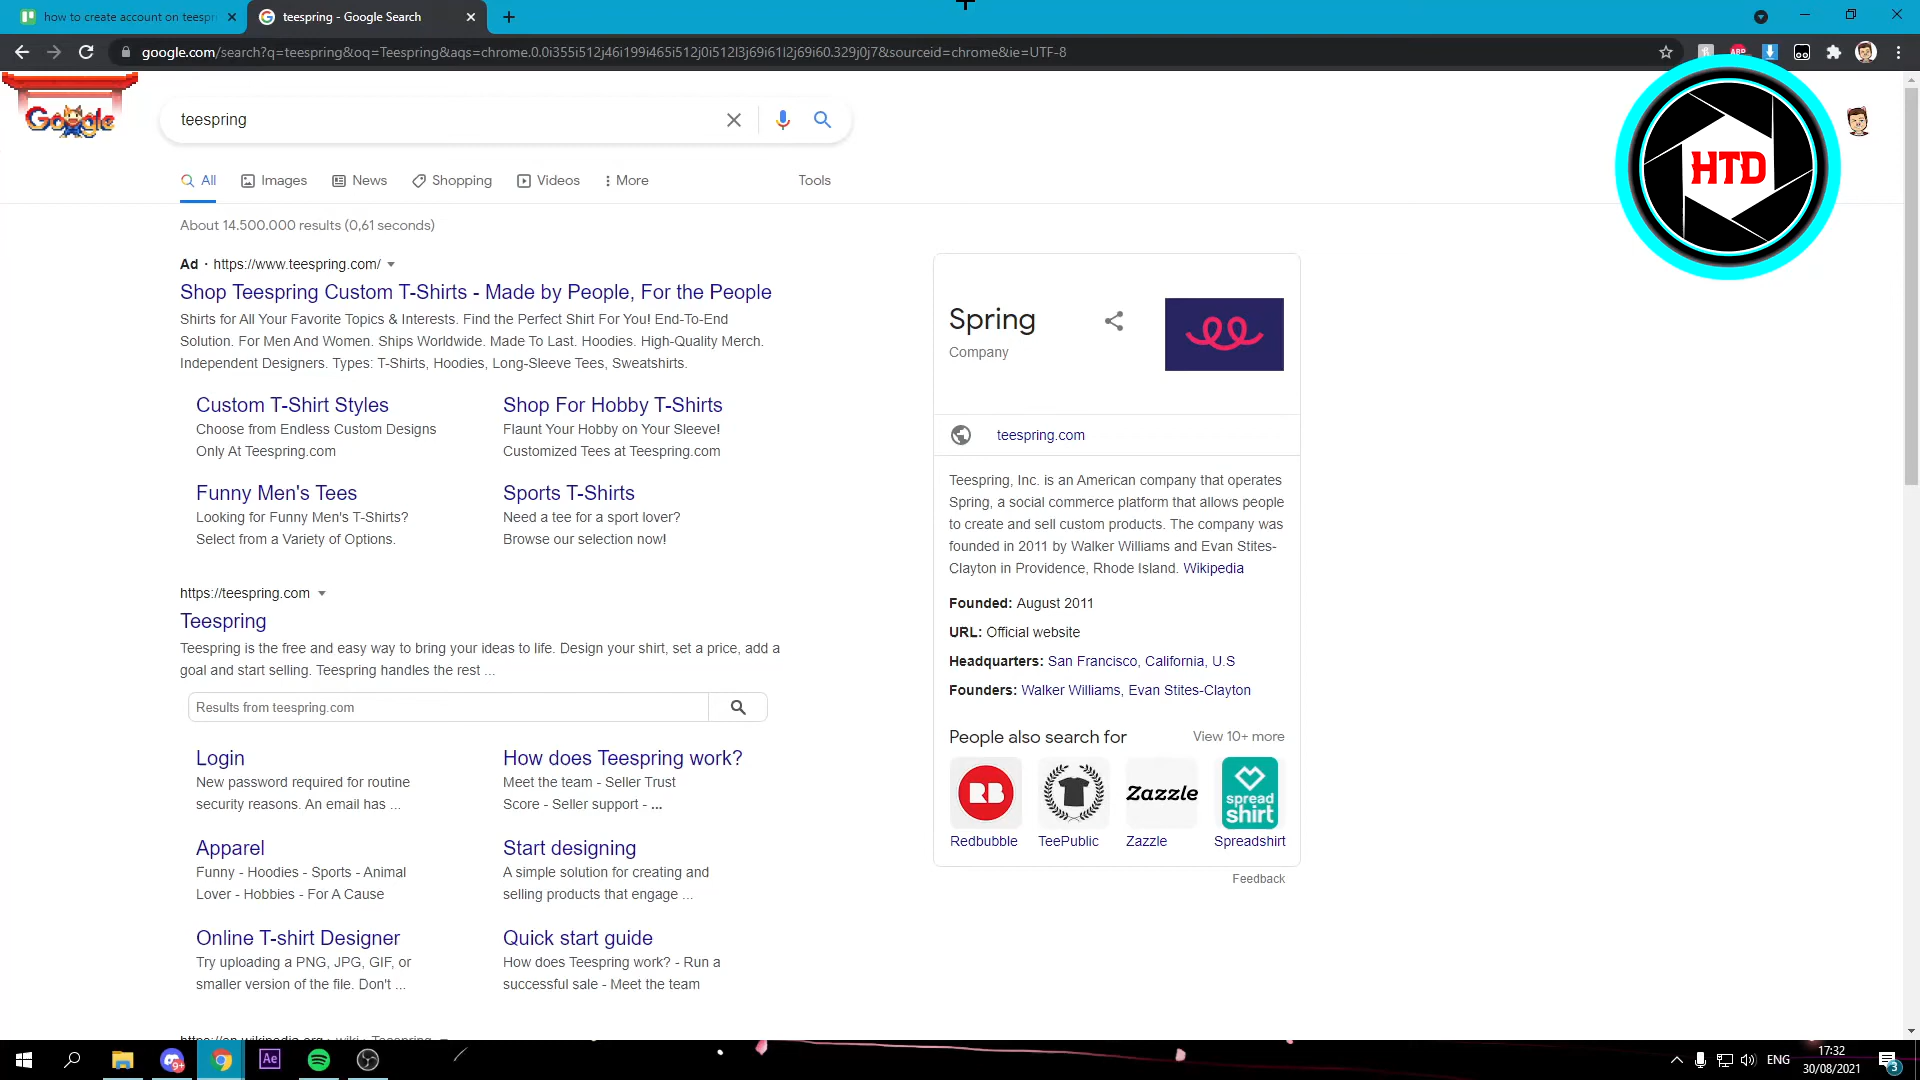 how to create account on teespr
teespring - Google Search
google.com/search?q=teespring&oq=Teespring&aqs=chrome.0.0i355i512j46i199i465i512j0i512l3j69i61l2j69i60.329j0j7&sourceid=chrome&ie=UTF-8
ABP
Google
teespring
All
Images
News
Shopping
Videos
More
Tools
HTD
About 14.500.000 results (0,61 seconds)
Ad · https://www.teespring.com/
Shop Teespring Custom T-Shirts - Made by People, For the People
Shirts for All Your Favorite Topics & Interests. Find the Perfect Shirt For You! End-To-End
Solution. For Men And Women. Ships Worldwide. Made To Last. Hoodies. High-Quality Merch.
Independent Designers. Types: T-Shirts, Hoodies, Long-Sleeve Tees, Sweatshirts.
Custom T-Shirt Styles
Choose from Endless Custom Designs
Only At Teespring.com
Shop For Hobby T-Shirts
Flaunt Your Hobby on Your Sleeve!
Customized Tees at Teespring.com
Funny Men's Tees
Looking for Funny Men's T-Shirts?
Select from a Variety of Options.
Sports T-Shirts
Need a tee for a sport lover?
Browse our selection now!
https://teespring.com
Teespring
Teespring is the free and easy way to bring your ideas to life. Design your shirt, set a price, add a
goal and start selling. Teespring handles the rest ...
Results from teespring.com
Login
New password required for routine
security reasons. An email has ...
How does Teespring work?
Meet the team - Seller Trust
Score - Seller support - ...
Apparel
Funny - Hoodies - Sports - Animal
Lover - Hobbies - For A Cause
Start designing
A simple solution for creating and
selling products that engage ...
Online T-shirt Designer
Try uploading a PNG, JPG, GIF, or
smaller version of the file. Don't ...
Quick start guide
How does Teespring work? - Run a
successful sale - Meet the team
https://en.wikipedia.org › wiki › Teespring
Spring
Company
teespring.com
Teespring, Inc. is an American company that operates
Spring, a social commerce platform that allows people
to create and sell custom products. The company was
founded in 2011 by Walker Williams and Evan Stites-
Clayton in Providence, Rhode Island. Wikipedia
Founded: August 2011
URL: Official website
Headquarters: San Francisco, California, U.S
Founders: Walker Williams, Evan Stites-Clayton
People also search for
View 10+ more
RB
Zazzle
spread
shirt
Redbubble
TeePublic
Zazzle
Spreadshirt
Feedback
9+
Ae
ENG
17:32
30/08/2021
3